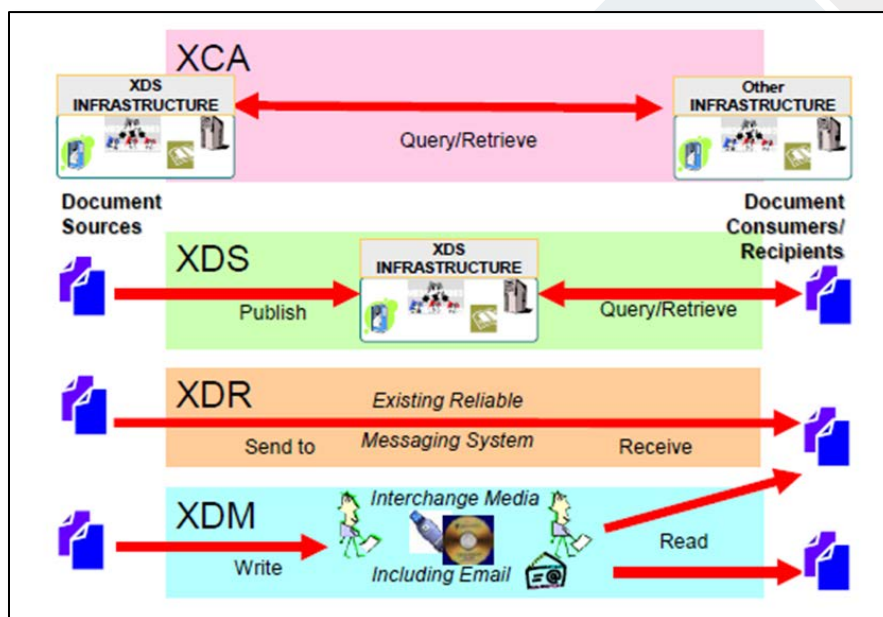 XCA
XDS
INFRASTRUCTURE
Other
INFRASTRUCTURE
Query/Retrieve
Document
Sources
Document
Consumers/
Recipients
XDS
XDS
INFRASTRUCTURE
Publish
Query/Retrieve
XDR
Existing Reliable
Send to
Messaging System
Receive
XDM
Interchange Media
Write
Including Email
Read